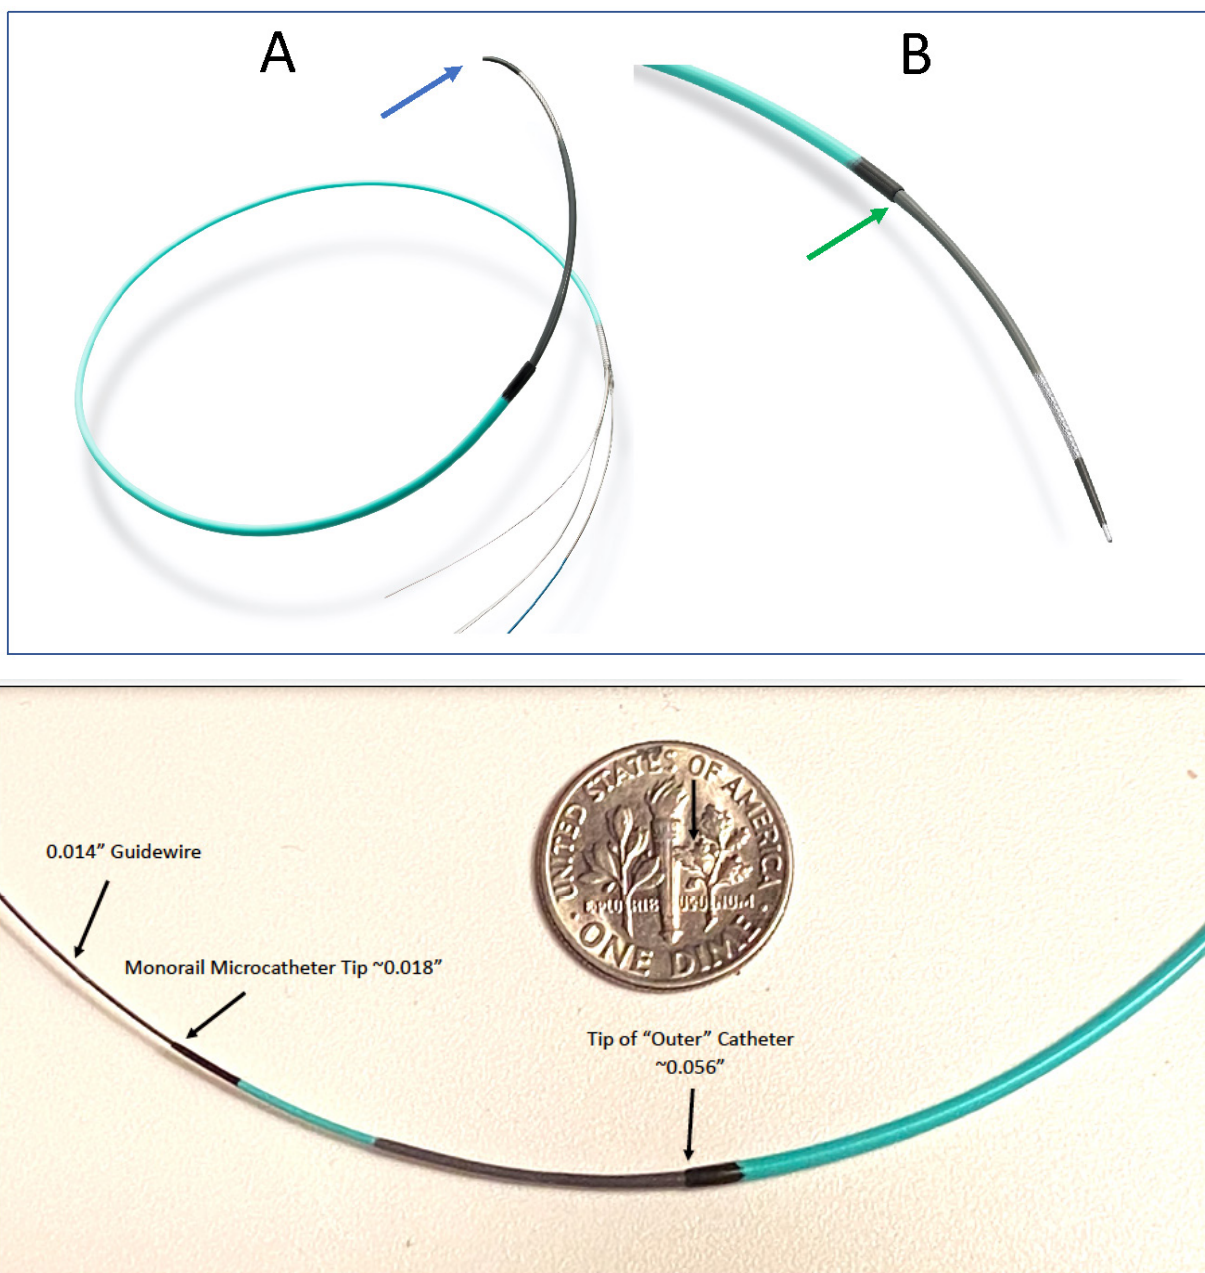 A
B
UNITED STATES OF AMERICA
ONE DIME
0.014” Guidewire
Monorail Microcatheter Tip ~0.018”
Tip of “Outer” Catheter
~0.056”